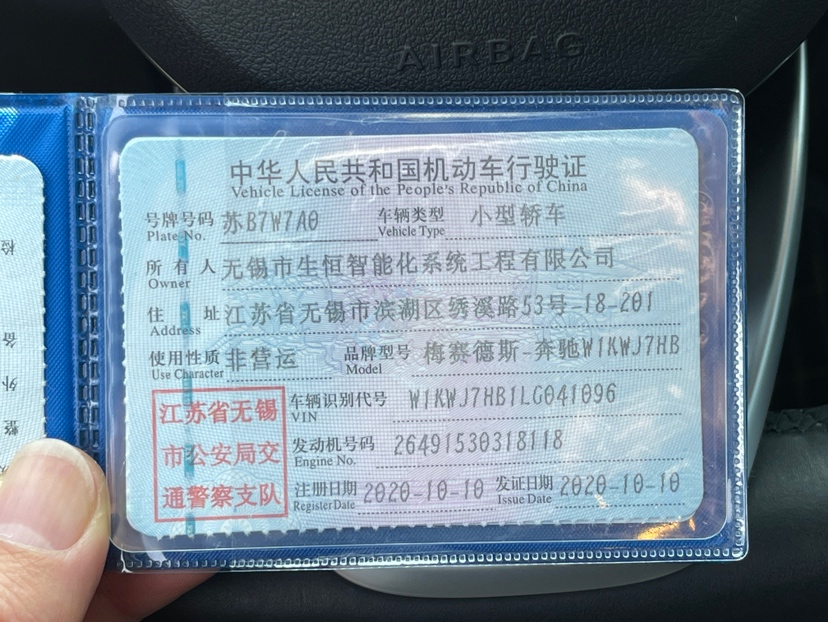 AIRBAG
中华人民共和国机动车行驶证
Vehicle License of the People's Republic of China
号牌号码 苏B7W7A0 车辆类型 小型轿车
Plate No. Vehicle Type
所有人 无锡市生恒智能化系统工程有限公司
Owner
住址 江苏省无锡市滨湖区绣溪路53号-18-201
Address
使用性质 非营运 品牌型号 梅赛德斯-奔驰W1KWJ7HB
Use Character Model
江苏省无锡
市公安局交
通警察支队
车辆识别代号 W1KWJ7HB1LG041096
VIN
发动机号码 26491530318118
Engine No.
注册日期 2020-10-10 发证日期 2020-10-10
Register Date Issue Date
检
备
外
整